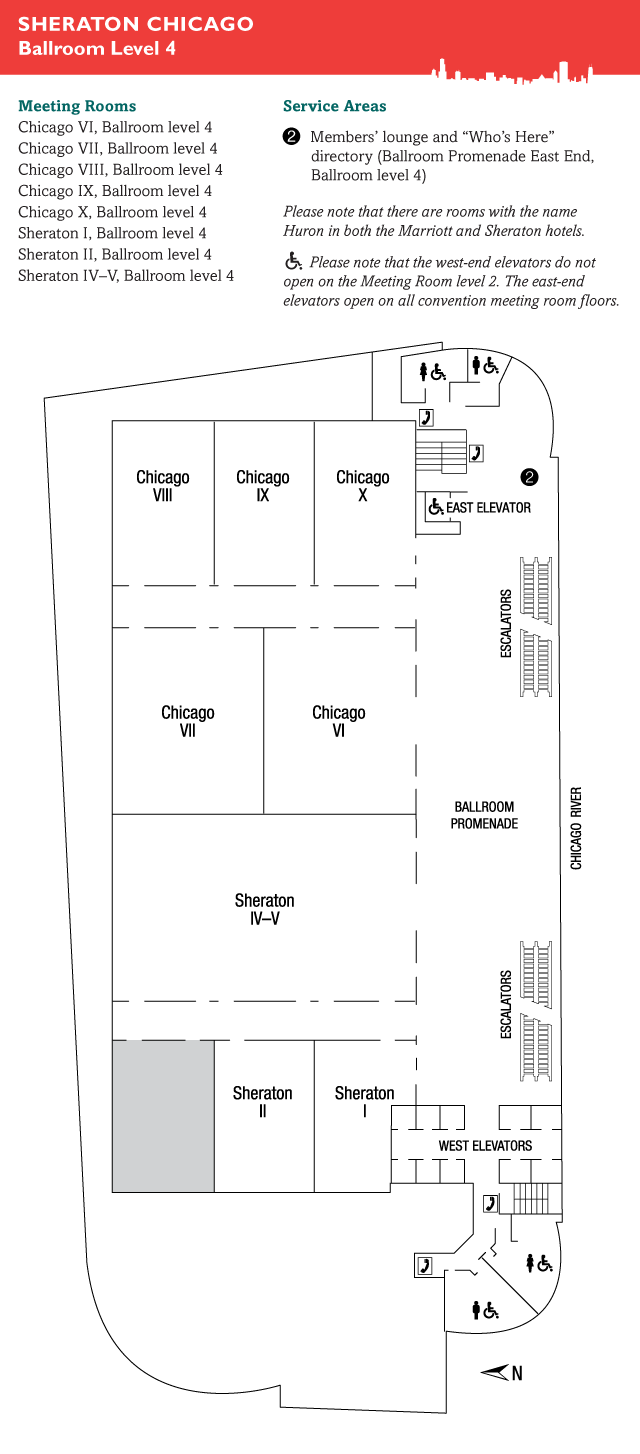 SHERATON CHICAGO
Ballroom Level 4
Meeting Rooms
Chicago VI, Ballroom level 4
Chicago VII, Ballroom level 4
Chicago VIII, Ballroom level 4
Chicago IX, Ballroom level 4
Chicago X, Ballroom level 4
Sheraton I, Ballroom level 4
Sheraton II, Ballroom level 4
Sheraton IV–V, Ballroom level 4
Service Areas
2 Members’ lounge and “Who’s Here”
directory (Ballroom Promenade East End,
Ballroom level 4)
Please note that there are rooms with the name
Huron in both the Marriott and Sheraton hotels.
Please note that the west-end elevators do not
open on the Meeting Room level 2. The east-end
elevators open on all convention meeting room floors.
Chicago
VIII
Chicago
IX
Chicago
X
2
EAST ELEVATOR
ESCALATORS
Chicago
VII
Chicago
VI
BALLROOM
PROMENADE
CHICAGO RIVER
Sheraton
IV–V
ESCALATORS
Sheraton
II
Sheraton
I
WEST ELEVATORS
N